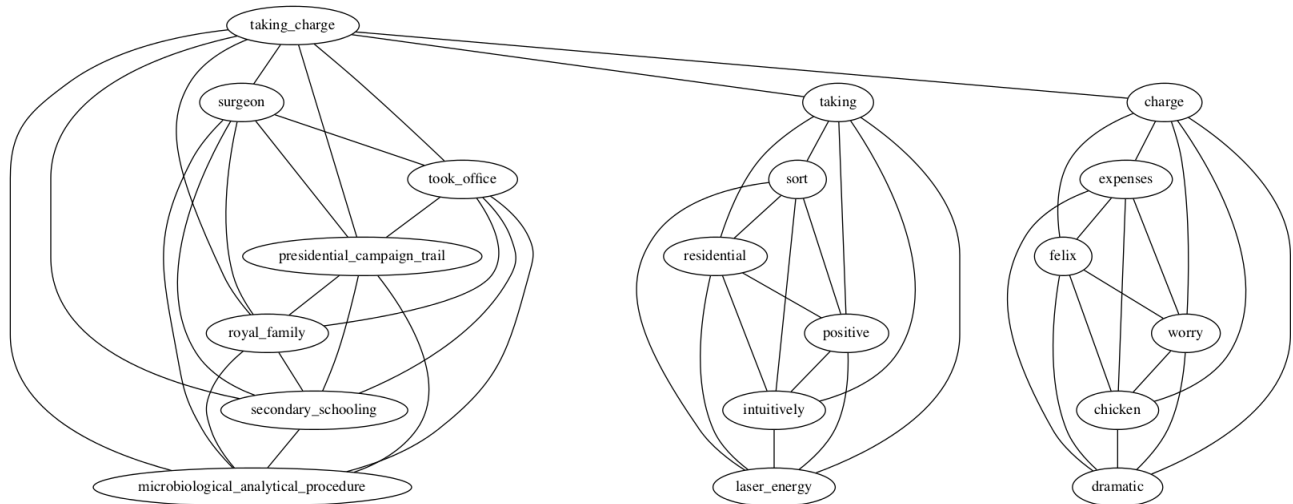 taking_charge
surgeon
taking
charge
took_office
sort
expenses
presidential_campaign_trail
residential
felix
royal_family
positive
worry
secondary_schooling
intuitively
chicken
microbiological_analytical_procedure
laser_energy
dramatic